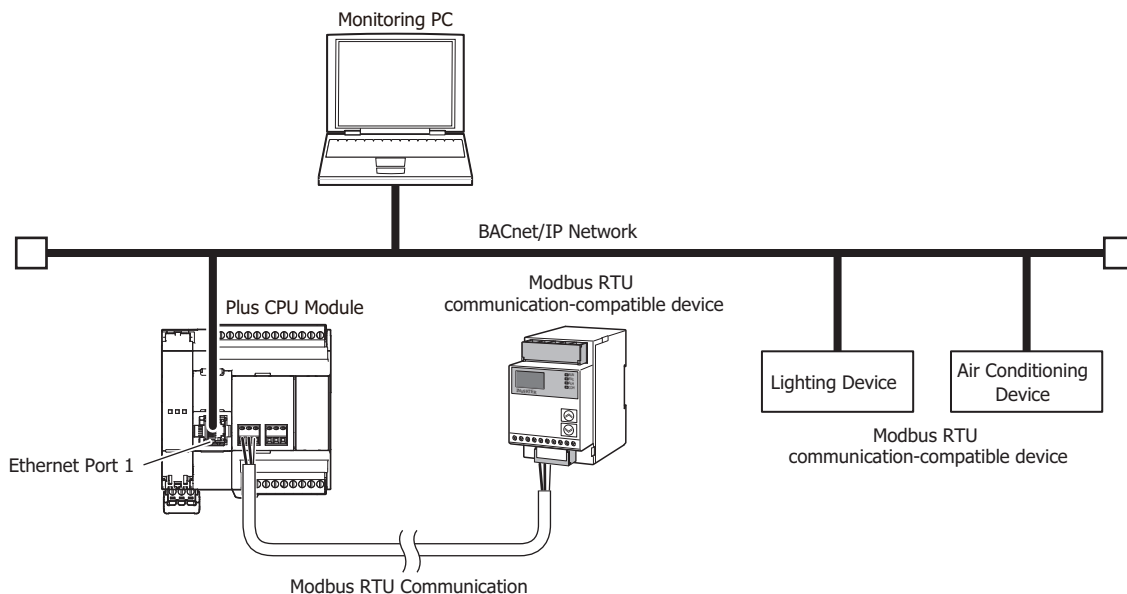 Monitoring PC
BACnet/IP Network
Modbus RTU
communication-compatible device
Plus CPU Module
Lighting Device
Air Conditioning
Device
Ethernet Port 1
Modbus RTU
communication-compatible device
Modbus RTU Communication